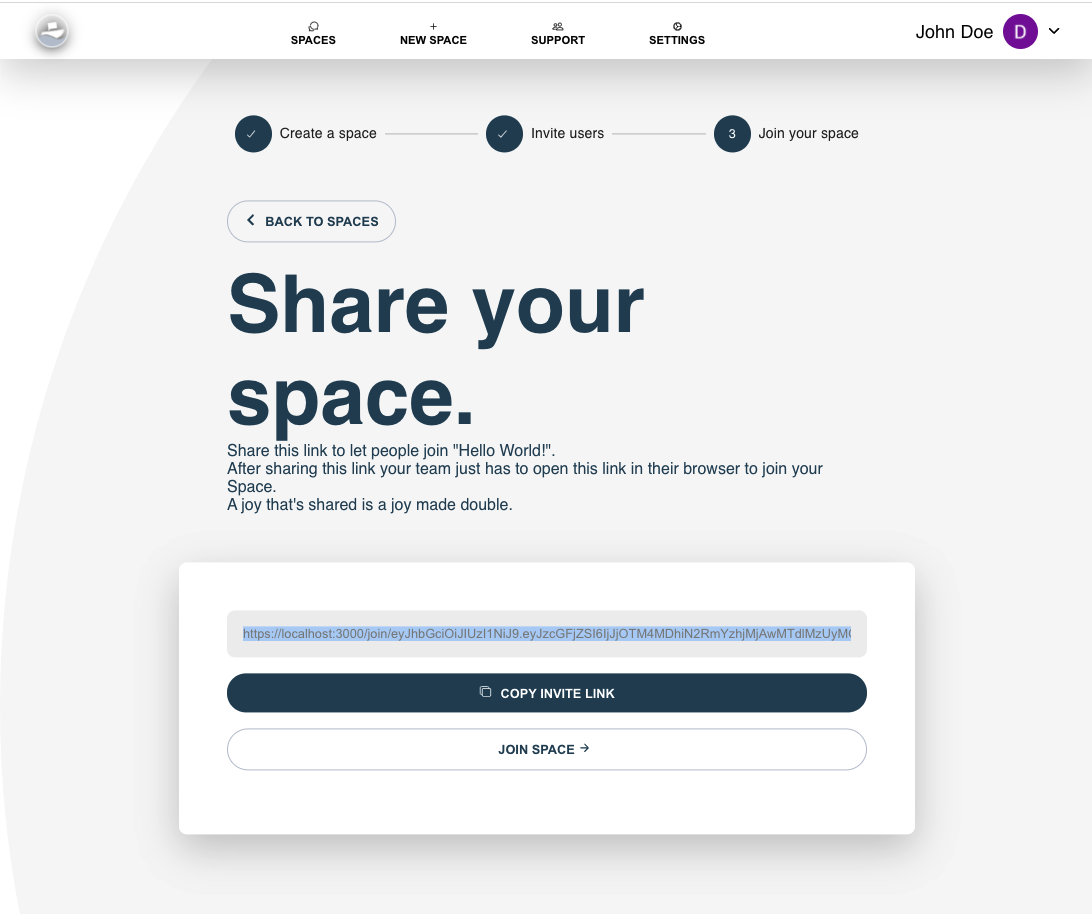 SPACES
NEW SPACE
SUPPORT
SETTINGS
John Doe
D
Create a space
Invite users
3
Join your space
BACK TO SPACES
Share your
space.
Share this link to let people join "Hello World!".
After sharing this link your team just has to open this link in their browser to join your
Space.
A joy that's shared is a joy made double.
https://localhost:3000/join/eyJhbGciOiJIUzI1NiJ9.eyJzcGFjZSI6IjJjOTM4MDhiN2RmYzhjMjAwMTdlMzUyM
COPY INVITE LINK
JOIN SPACE